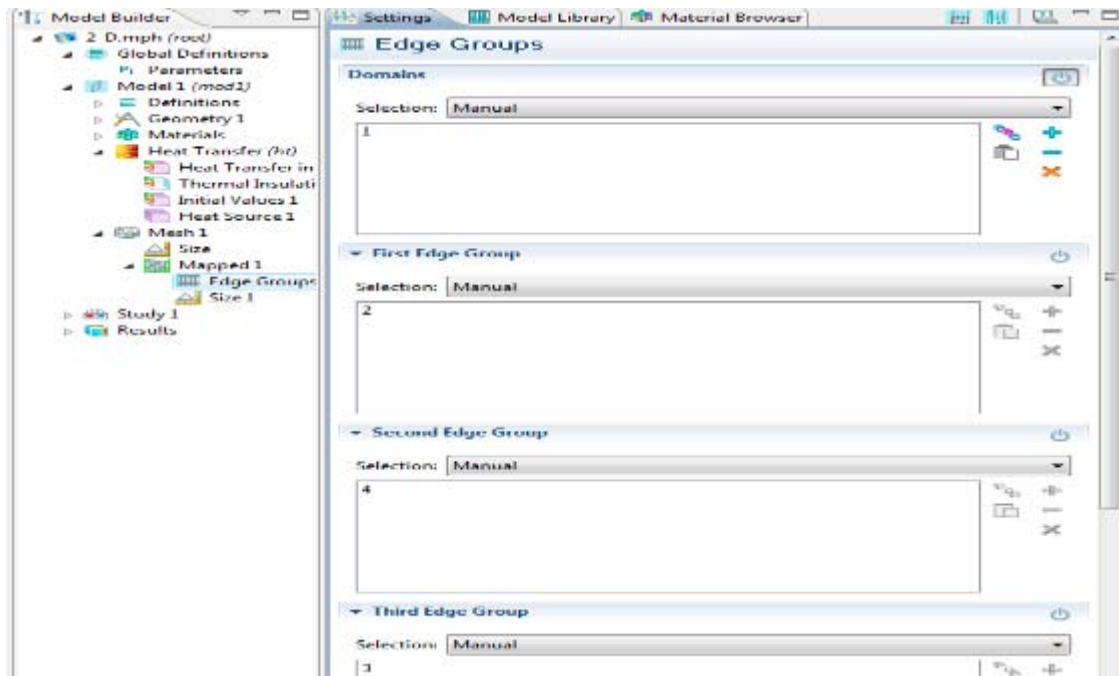 Model Builder
2 D.mph (root)
Global Definitions
Pi Parameters
Model 1 (mod1)
Definitions
Geometry 1
Materials
Heat Transfer (ht)
Heat Transfer in
Thermal Insulati
Initial Values 1
Heat Source 1
Mesh 1
Size
Mapped 1
Edge Groups
Size 1
Study 1
Results
Settings Model Library Material Browser
Edge Groups
Domains
Selection: Manual
1
First Edge Group
Selection: Manual
2
Second Edge Group
Selection: Manual
4
Third Edge Group
Selection: Manual
3